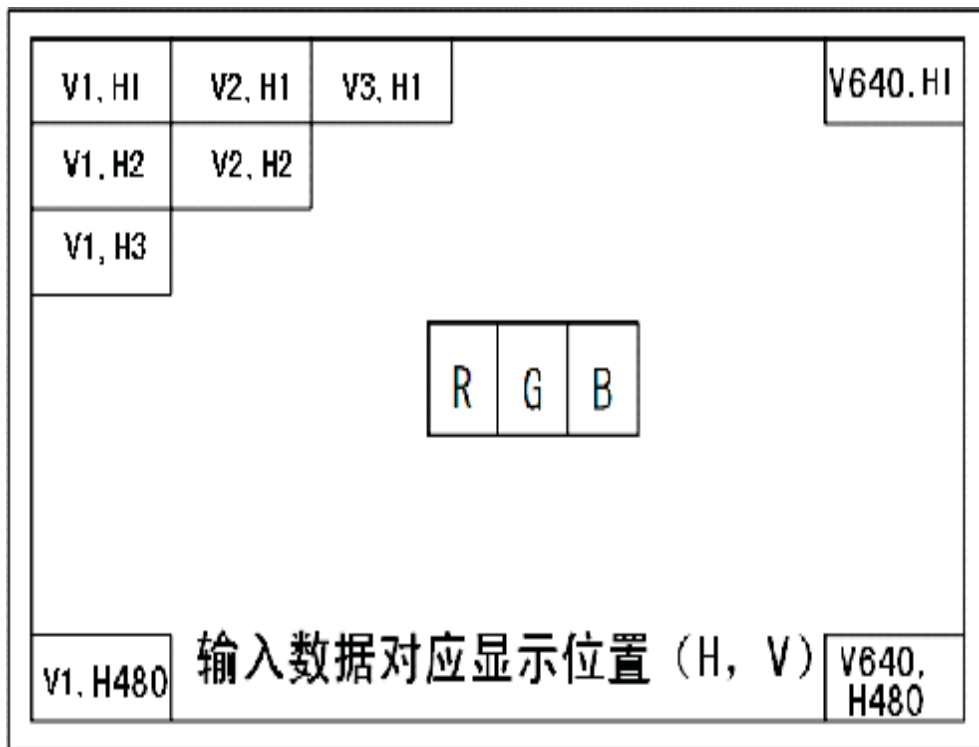 V1, HI
V2, H1
V3, H1
V640.HI
V1.H2
V2, H2
V1, H3
R G B
V1. H480
输入数据对应显示位置（H，V）
V640,
H480